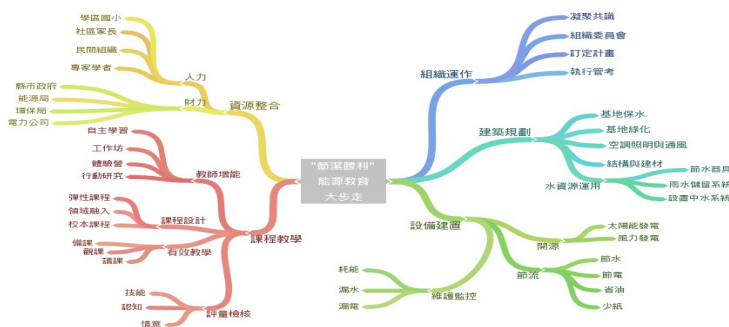 "節潔勝利"
能源教育
大步走
資源整合
人力
學區國小
社區家長
民間組織
專家學者
財力
縣市政府
能源局
環保局
電力公司
課程教學
教師增能
自主學習
工作坊
體驗營
行動研究
課程設計
彈性課程
領域融入
校本課程
有效教學
備課
觀課
議課
評量檢核
技能
認知
情意
組織運作
凝聚共識
組織委員會
訂定計畫
執行管考
建築規劃
基地保水
基地綠化
空調照明與通風
結構與建材
水資源運用
節水器具
雨水儲留系統
設置中水系統
設備建置
開源
太陽能發電
風力發電
節流
節水
節電
省油
少紙
維護監控
耗能
漏水
漏電